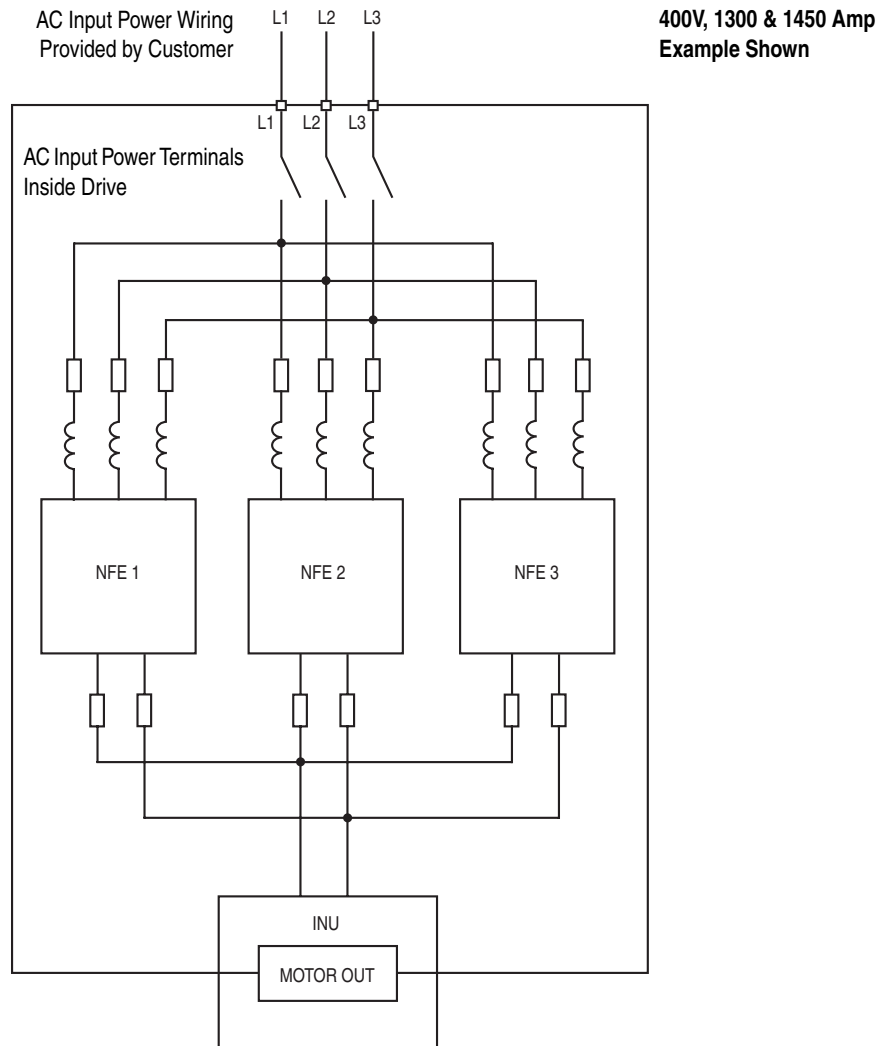 AC Input Power Wiring
Provided by Customer
L1 L2 L3
400V, 1300 & 1450 Amp
Example Shown
L1 L2 L3
AC Input Power Terminals
Inside Drive
NFE 1 NFE 2 NFE 3
INU
MOTOR OUT